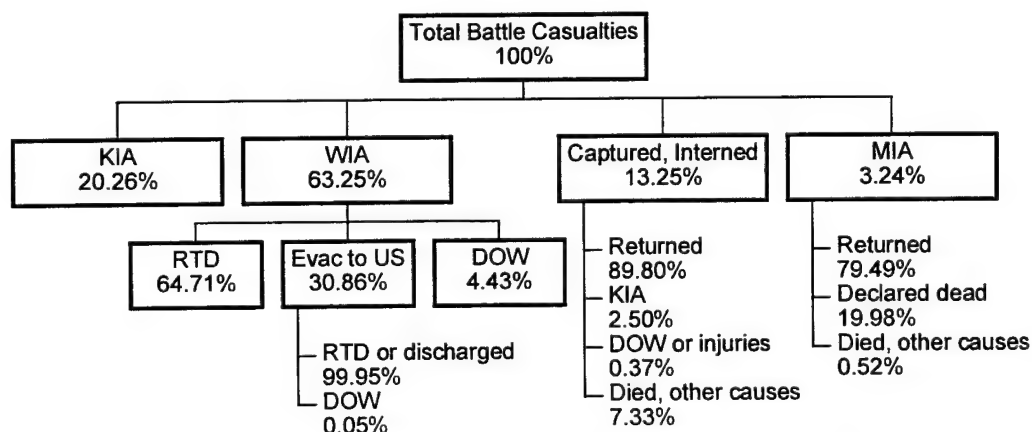 Total Battle Casualties
100%
KIA
20.26%
WIA
63.25%
Captured, Interned
13.25%
MIA
3.24%
RTD
64.71%
Evac to US
30.86%
DOW
4.43%
RTD or discharged
99.95%
DOW
0.05%
Returned
89.80%
KIA
2.50%
DOW or injuries
0.37%
Died, other causes
7.33%
Returned
79.49%
Declared dead
19.98%
Died, other causes
0.52%